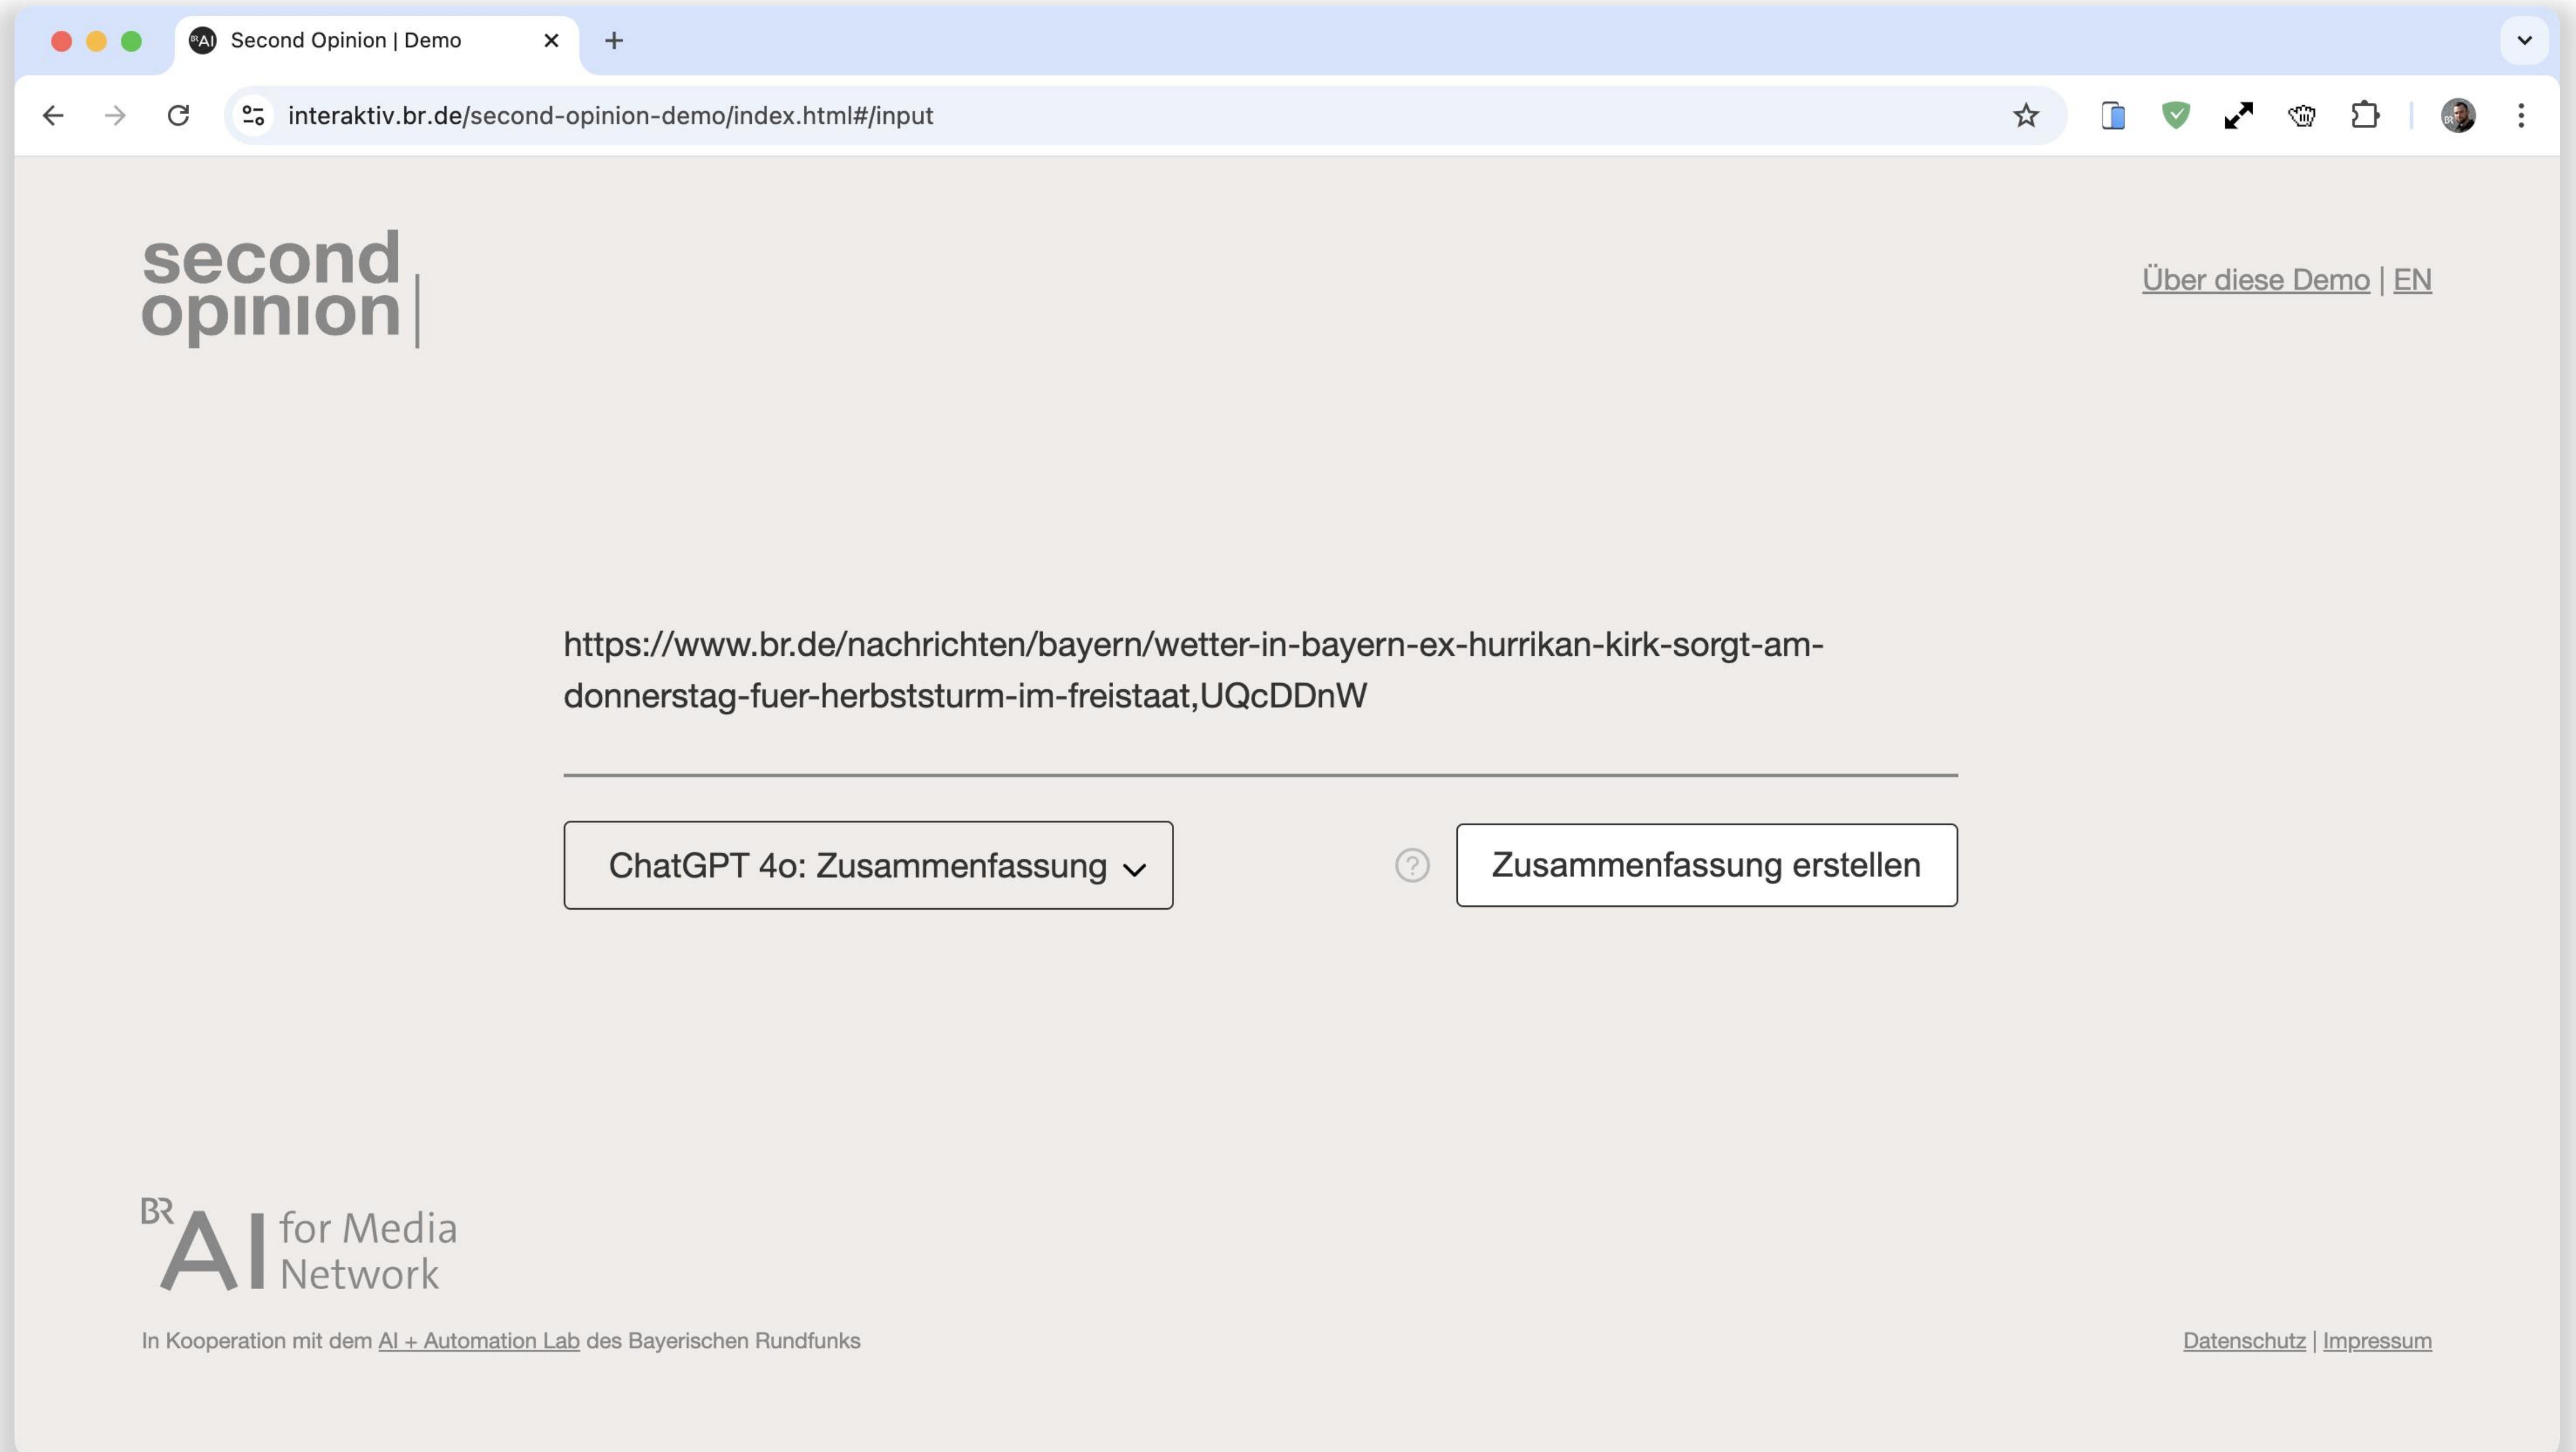 Second Opinion | Demo
interaktiv.br.de/second-opinion-demo/index.html#/input
second
opinion
Über diese Demo | EN
https://www.br.de/nachrichten/bayern/wetter-in-bayern-ex-hurrikan-kirk-sorgt-am-
donnerstag-fuer-herbststurm-im-freistaat,UQcDDnW
ChatGPT 4o: Zusammenfassung
? Zusammenfassung erstellen
BR AI for Media
Network
In Kooperation mit dem AI + Automation Lab des Bayerischen Rundfunks
Datenschutz | Impressum